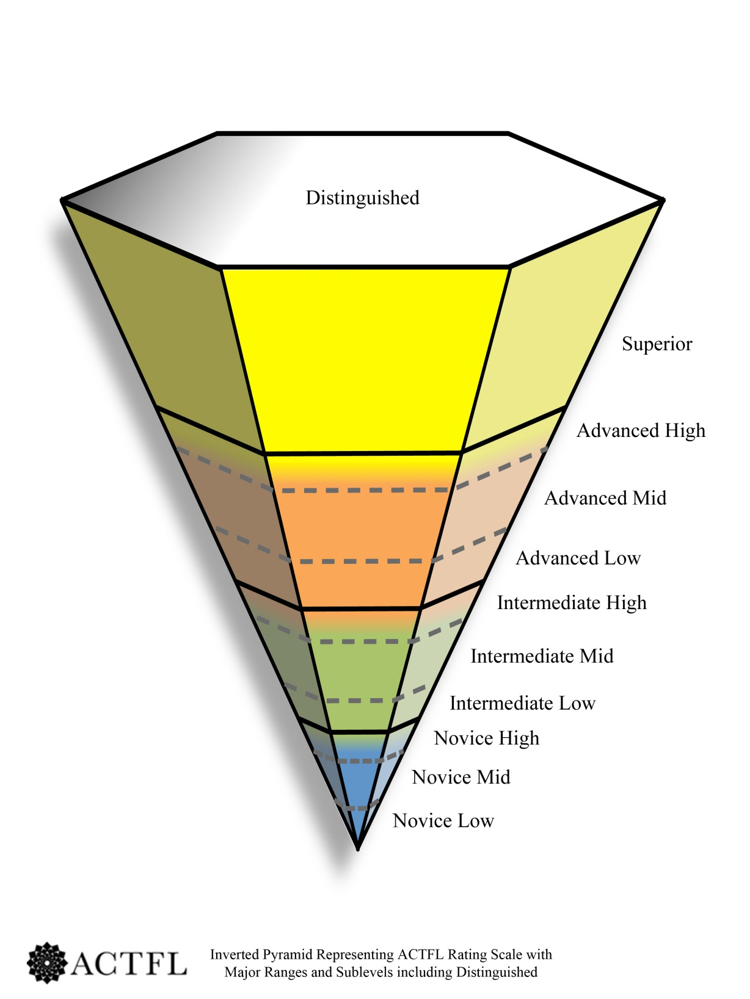 Distinguished
Superior
Advanced High
Advanced Mid
Advanced Low
Intermediate High
Intermediate Mid
Intermediate Low
Novice High
Novice Mid
Novice Low
ACTFL
Inverted Pyramid Representing ACTFL Rating Scale with
Major Ranges and Sublevels including Distinguished